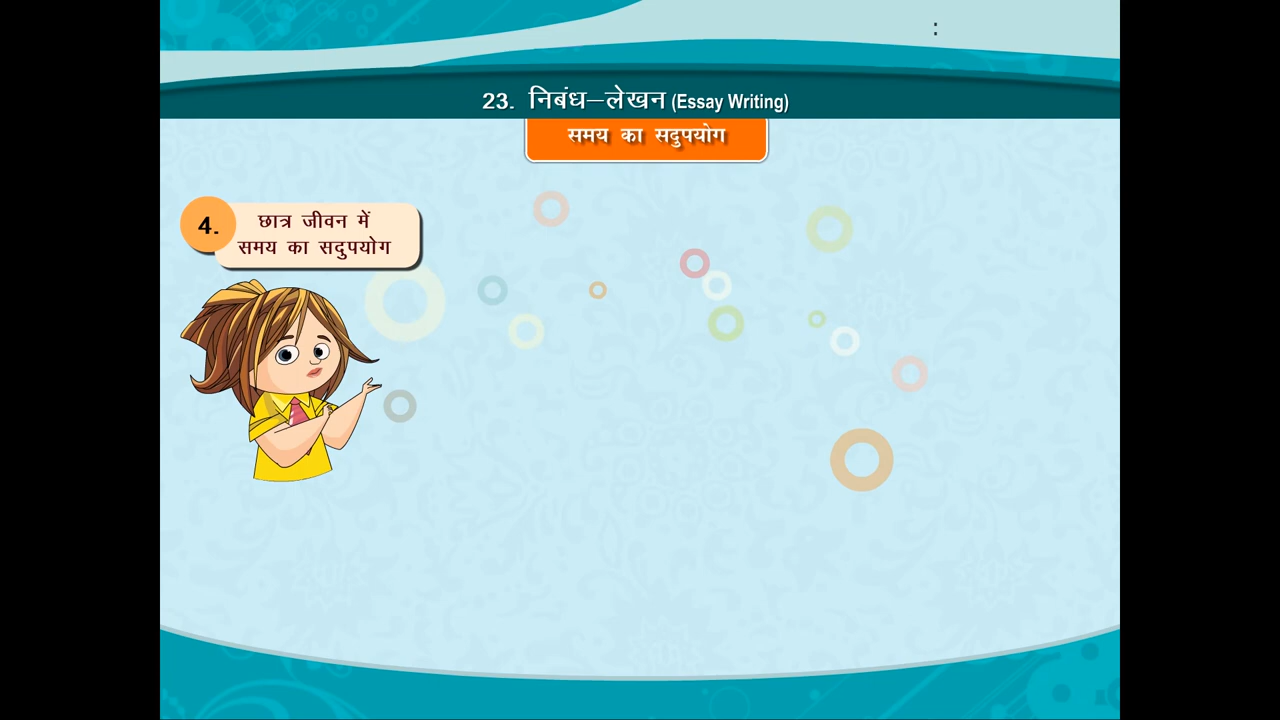 :
23. निबंध–लेखन (Essay Writing)
समय का सदुपयोग
4. छात्र जीवन में
समय का सदुपयोग